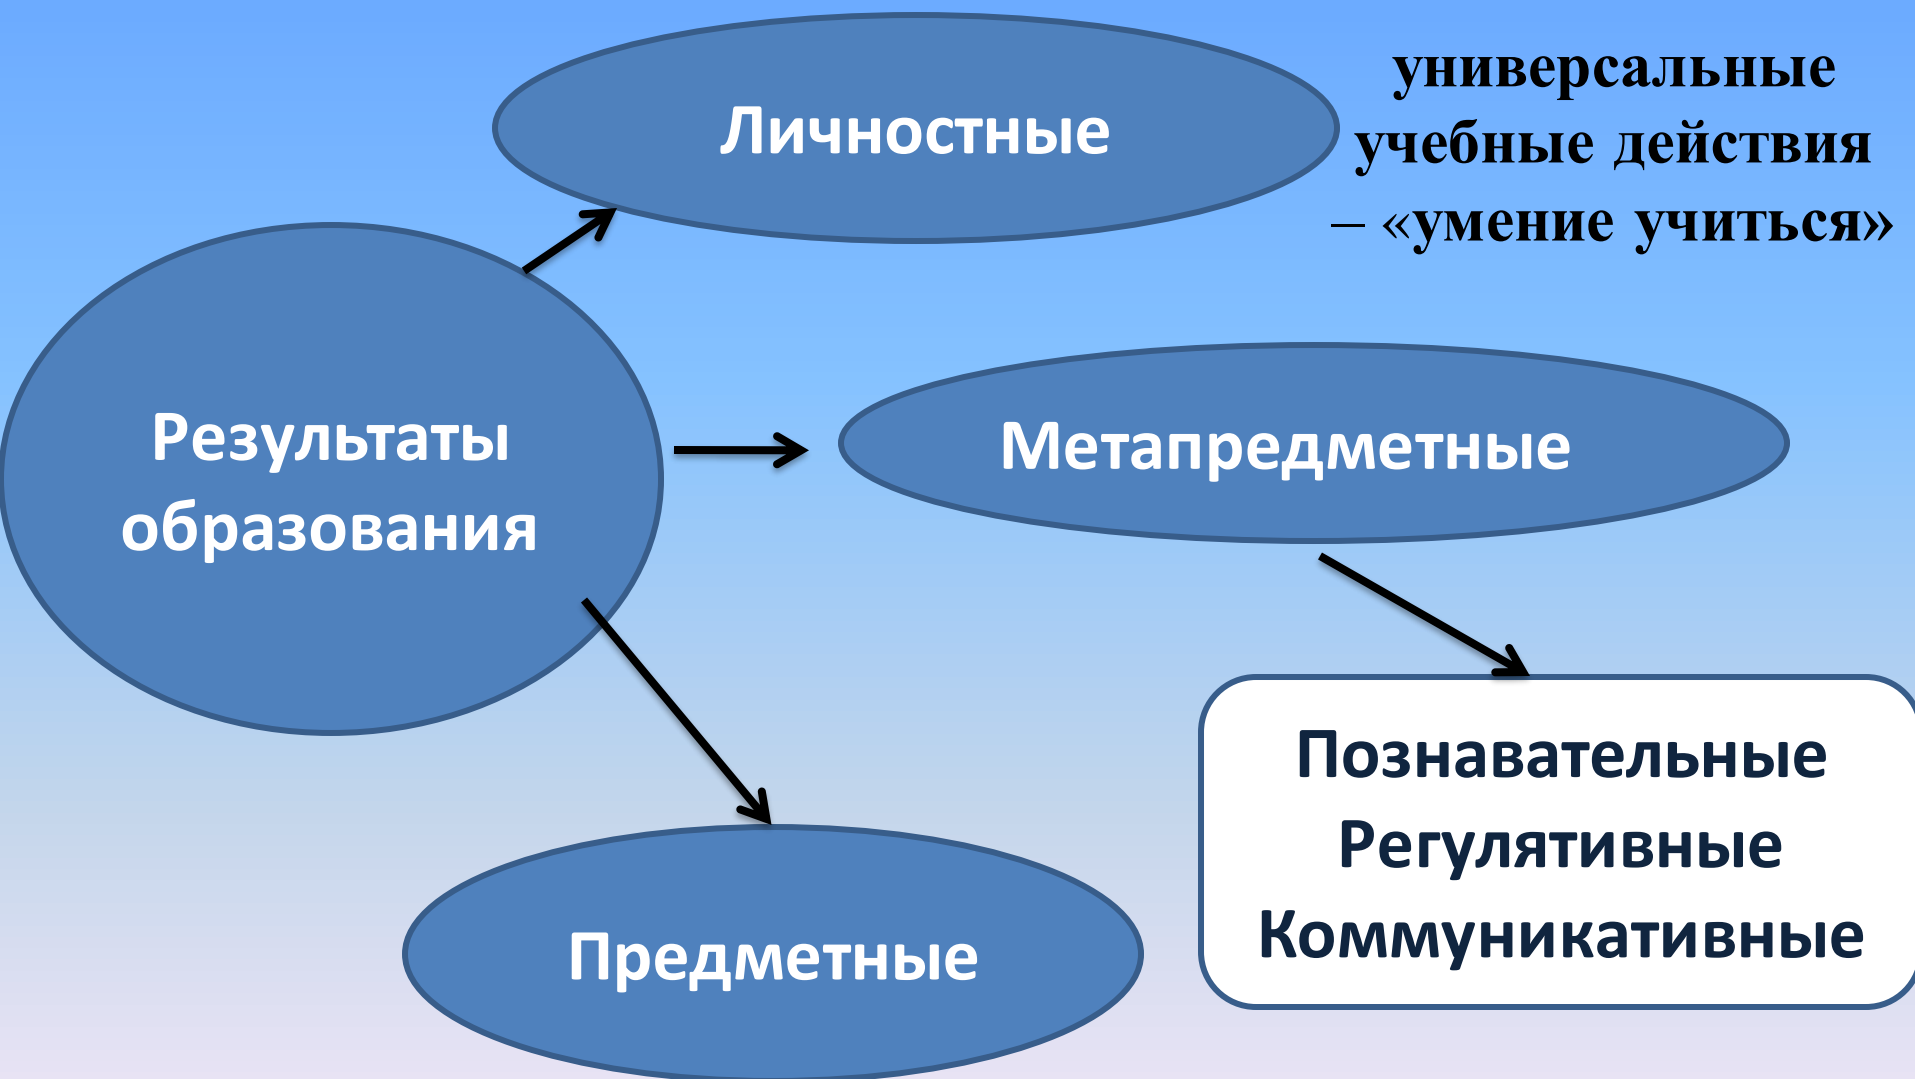 Личностные
универсальные
учебные действия
– «умение учиться»
Результаты
образования
Метапредметные
Познавательные
Регулятивные
Коммуникативные
Предметные